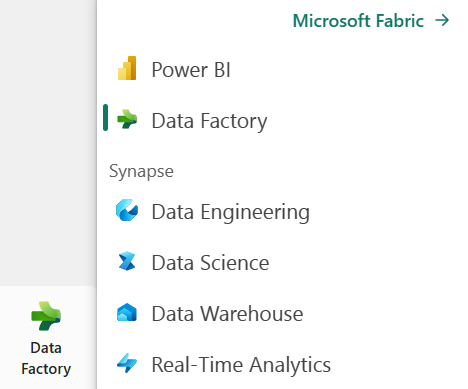 Microsoft Fabric →
Power BI
Data Factory
Synapse
Data Engineering
Data Science
Data Warehouse
Real-Time Analytics
Data
Factory